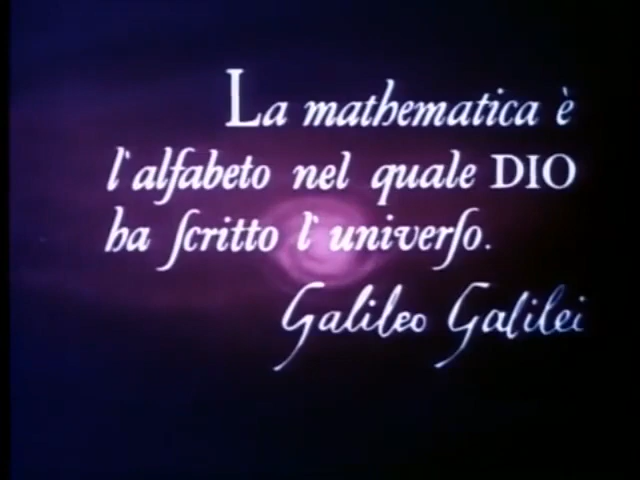 La mathematica è
l'alfabeto nel quale DIO
ha ſcritto l' univerſo.
Galileo Galilei